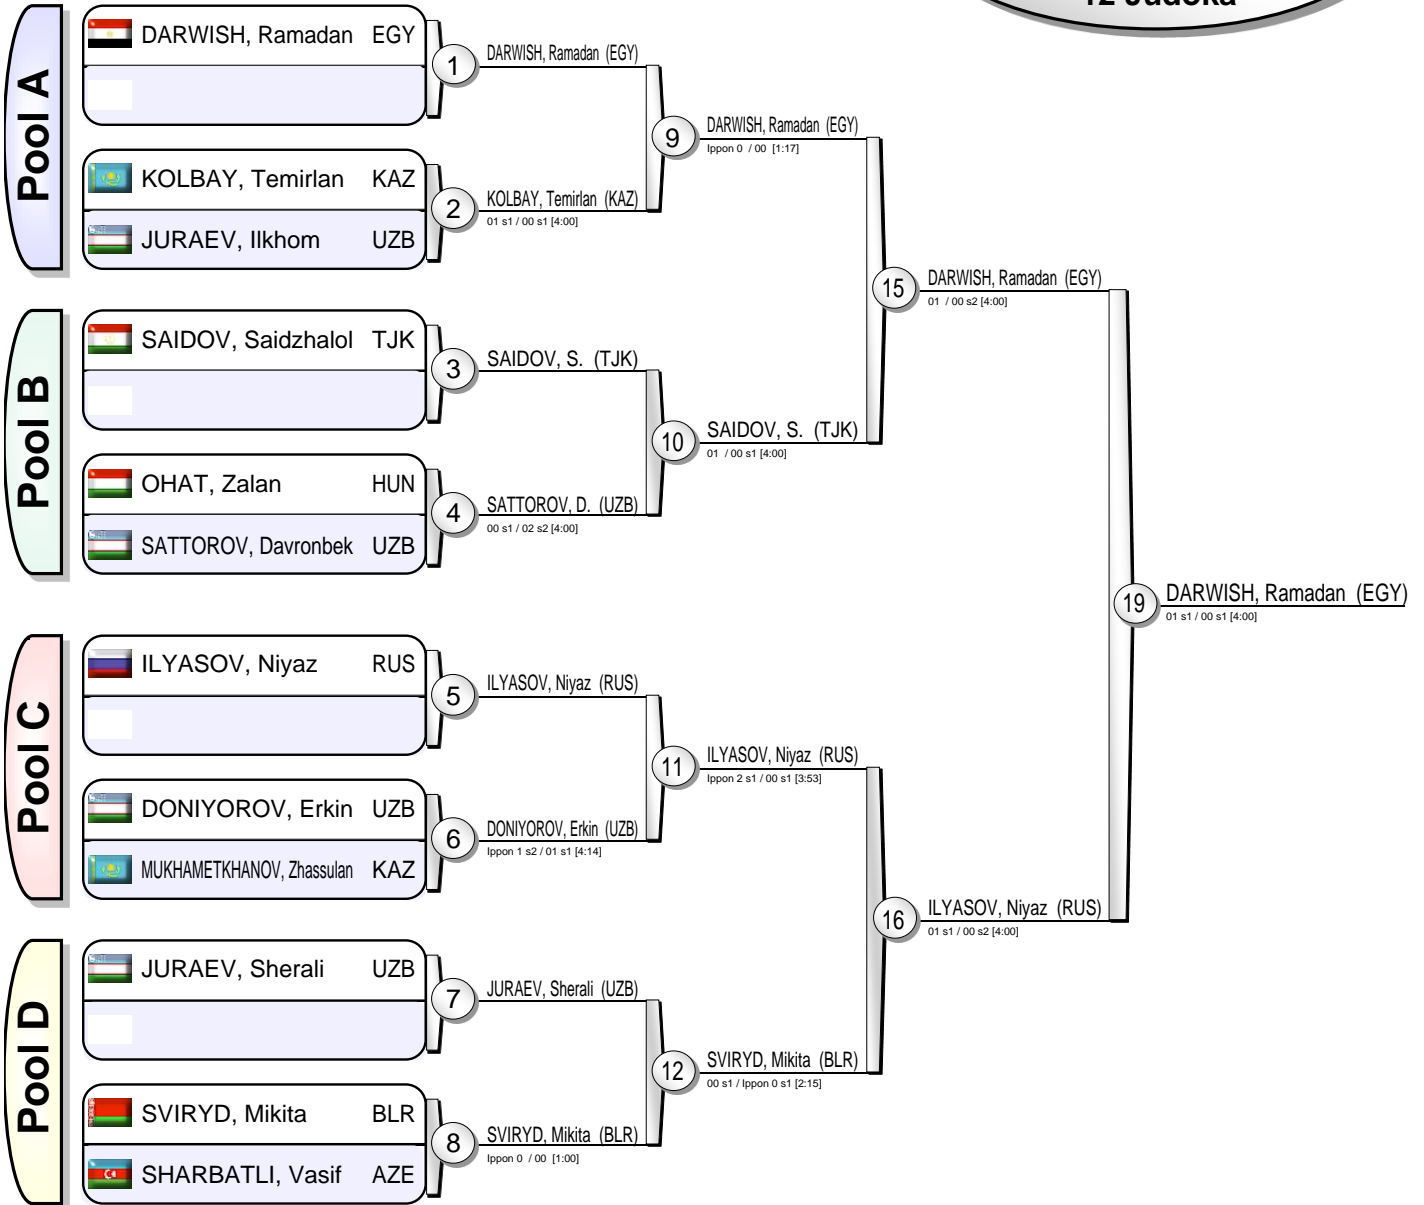 12 Judoka
Pool A
DARWISH, Ramadan EGY
1
DARWISH, Ramadan (EGY)
KOLBAY, Temirlan KAZ
JURAEV, Ilkhom UZB
2
KOLBAY, Temirlan (KAZ)
01 s1 / 00 s1 [4:00]
9
DARWISH, Ramadan (EGY)
Ippon 0 / 00 [1:17]
Pool B
SAIDOV, Saidzhalol TJK
3
SAIDOV, S. (TJK)
OHAT, Zalan HUN
SATTOROV, Davronbek UZB
4
SATTOROV, D. (UZB)
00 s1 / 02 s2 [4:00]
10
SAIDOV, S. (TJK)
01 / 00 s1 [4:00]
15
DARWISH, Ramadan (EGY)
01 / 00 s2 [4:00]
Pool C
ILYASOV, Niyaz RUS
5
ILYASOV, Niyaz (RUS)
DONIYOROV, Erkin UZB
MUKHAMETKHANOV, Zhassulan KAZ
6
DONIYOROV, Erkin (UZB)
Ippon 1 s2 / 01 s1 [4:14]
11
ILYASOV, Niyaz (RUS)
Ippon 2 s1 / 00 s1 [3:53]
Pool D
JURAEV, Sherali UZB
7
JURAEV, Sherali (UZB)
SVIRYD, Mikita BLR
SHARBATLI, Vasif AZE
8
SVIRYD, Mikita (BLR)
Ippon 0 / 00 [1:00]
12
SVIRYD, Mikita (BLR)
00 s1 / Ippon 0 s1 [2:15]
16
ILYASOV, Niyaz (RUS)
01 s1 / 00 s2 [4:00]
19
DARWISH, Ramadan (EGY)
01 s1 / 00 s1 [4:00]